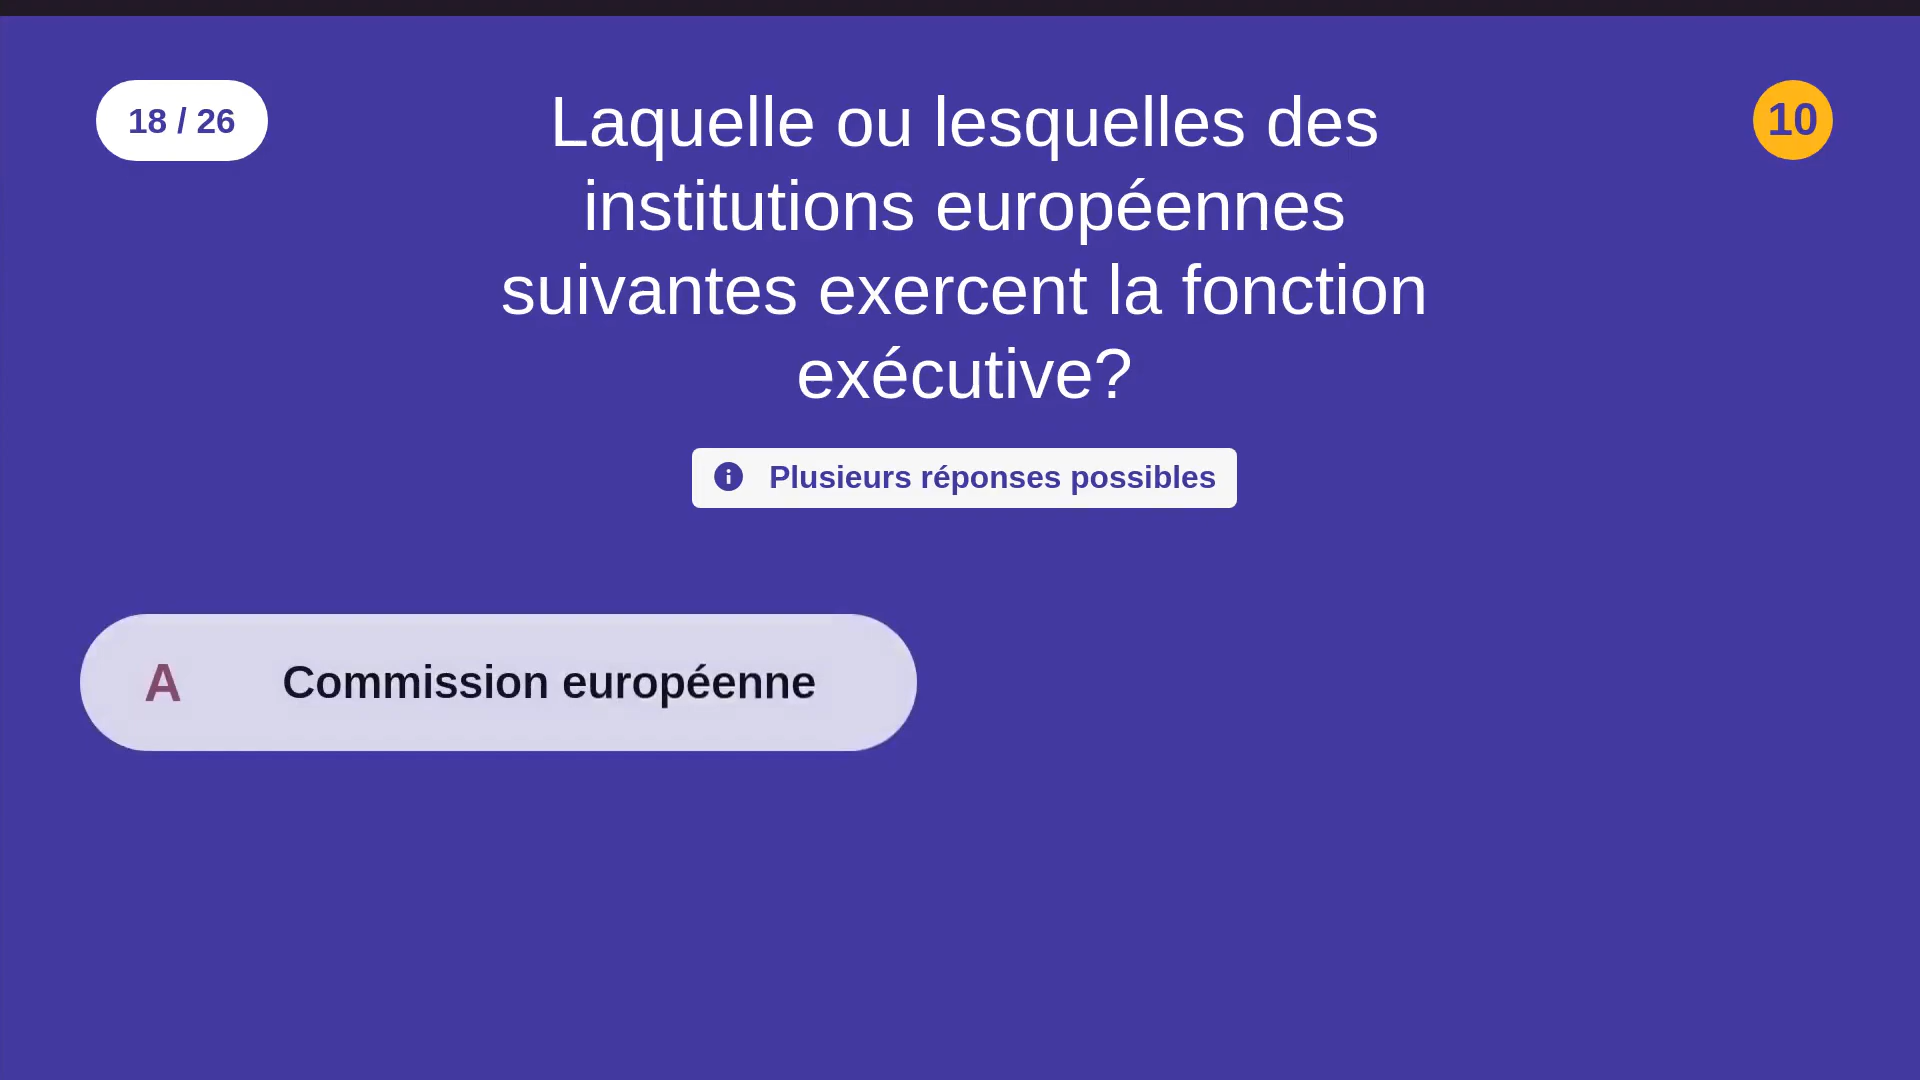 18 / 26
Laquelle ou lesquelles des
institutions européennes
suivantes exercent la fonction
exécutive?
10
Plusieurs réponses possibles
A Commission européenne